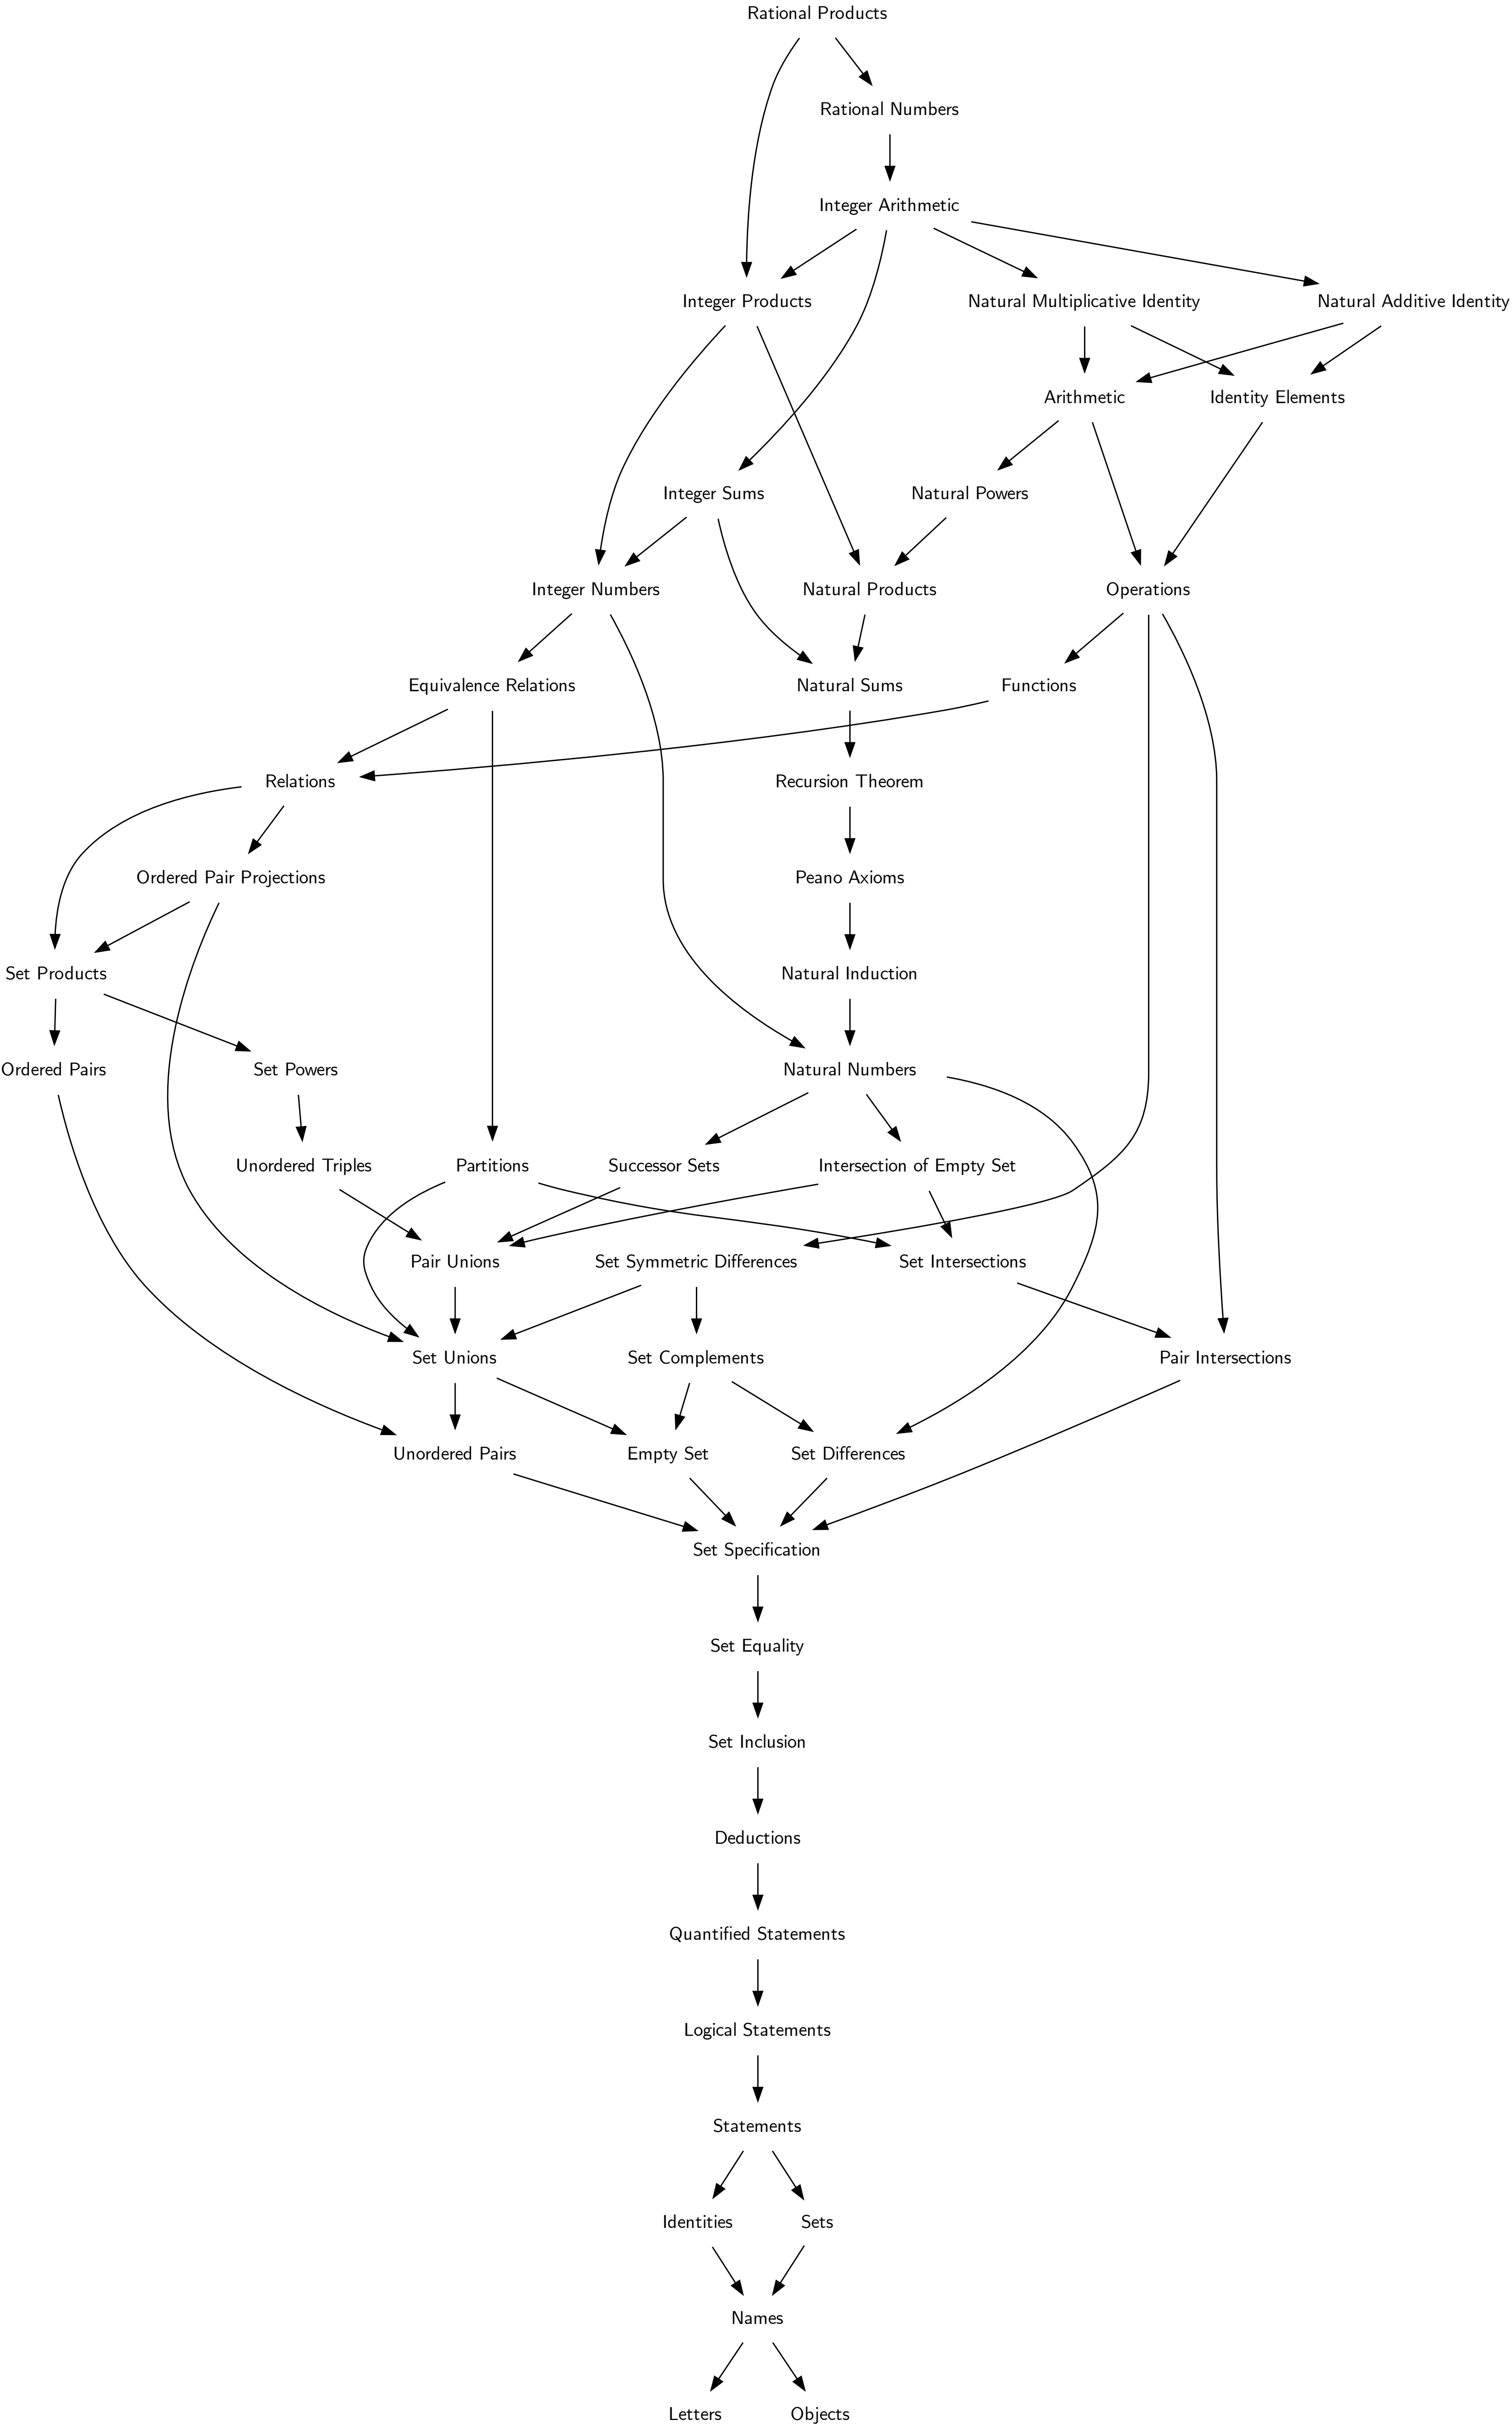 Rational Products
Rational Numbers
Integer Arithmetic
Integer Products
Natural Multiplicative Identity
Natural Additive Identity
Arithmetic
Identity Elements
Integer Sums
Natural Powers
Integer Numbers
Natural Products
Operations
Equivalence Relations
Natural Sums
Functions
Relations
Recursion Theorem
Ordered Pair Projections
Peano Axioms
Set Products
Natural Induction
Ordered Pairs
Set Powers
Natural Numbers
Unordered Triples
Partitions
Successor Sets
Intersection of Empty Set
Pair Unions
Set Symmetric Differences
Set Intersections
Set Unions
Set Complements
Pair Intersections
Unordered Pairs
Empty Set
Set Differences
Set Specification
Set Equality
Set Inclusion
Deductions
Quantified Statements
Logical Statements
Statements
Identities
Sets
Names
Letters
Objects